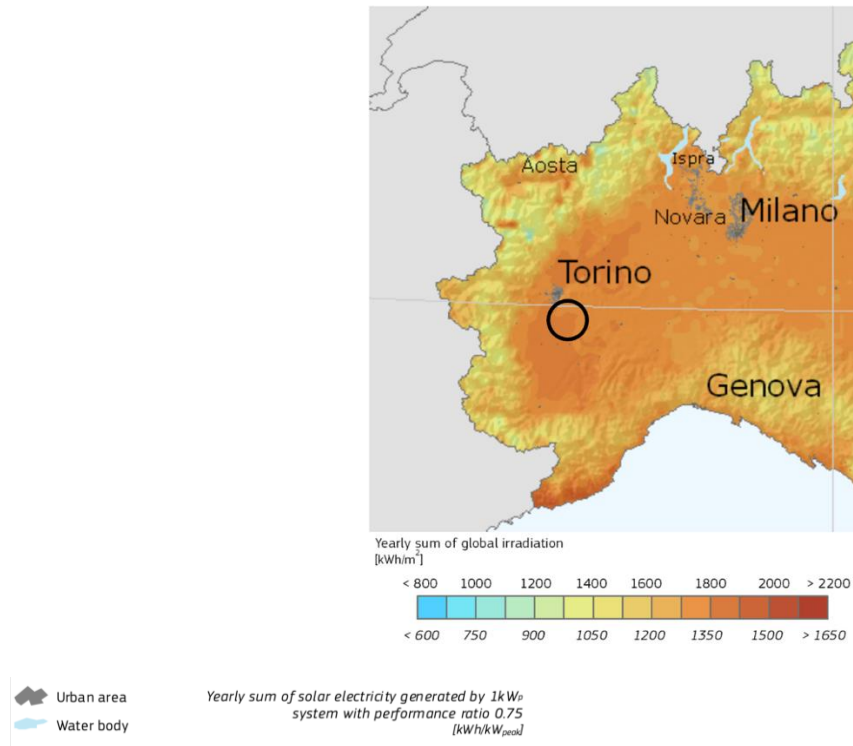 Aosta
Ispra
Novara
Milano
Torino
Genova
Yearly sum of global irradiation
[kWh/m²]
< 800 1000 1200 1400 1600 1800 2000 > 2200
< 600 750 900 1050 1200 1350 1500 > 1650
Urban area
Water body
Yearly sum of solar electricity generated by 1kWp
system with performance ratio 0.75
[kWh/kWpeak]